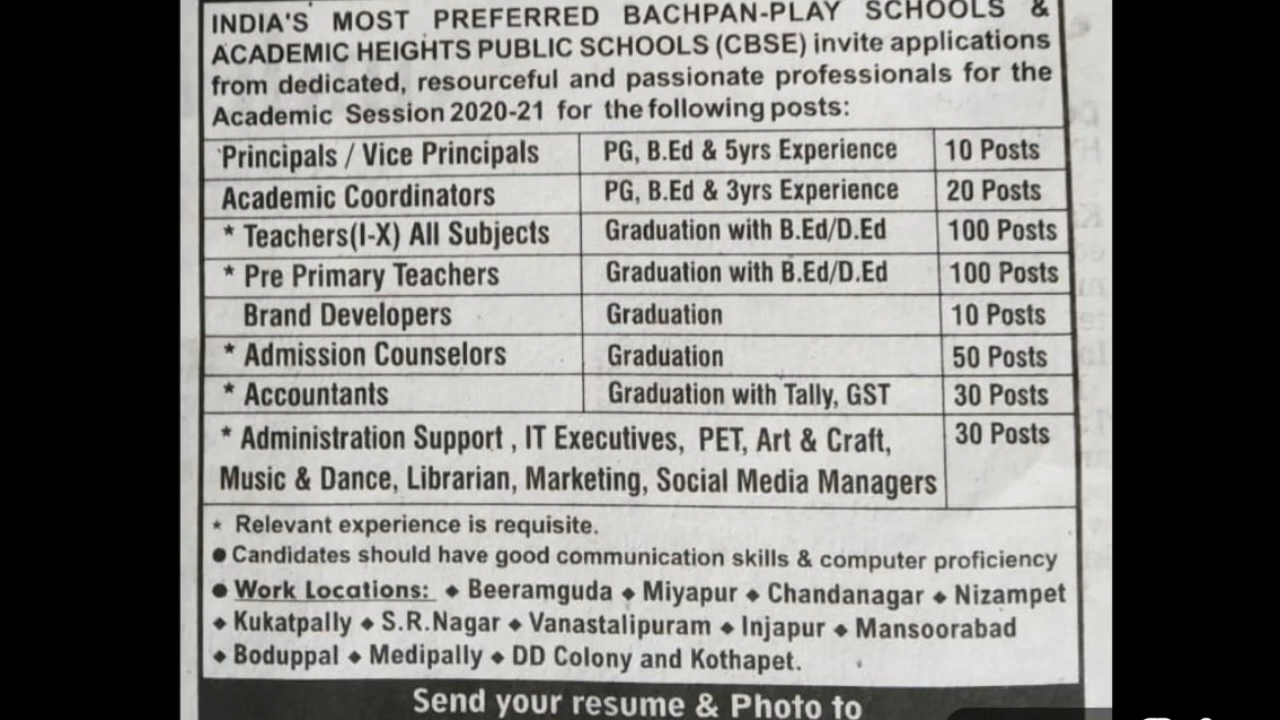 INDIA'S MOST PREFERRED BACHPAN-PLAY SCHOOLS &
ACADEMIC HEIGHTS PUBLIC SCHOOLS (CBSE) invite applications
from dedicated, resourceful and passionate professionals for the
Academic Session 2020-21 for the following posts:
Principals / Vice Principals PG, B.Ed & 5yrs Experience 10 Posts
Academic Coordinators PG, B.Ed & 3yrs Experience 20 Posts
* Teachers(I-X) All Subjects Graduation with B.Ed/D.Ed 100 Posts
* Pre Primary Teachers Graduation with B.Ed/D.Ed 100 Posts
Brand Developers Graduation 10 Posts
* Admission Counselors Graduation 50 Posts
* Accountants Graduation with Tally, GST 30 Posts
* Administration Support , IT Executives, PET, Art & Craft, 30 Posts
Music & Dance, Librarian, Marketing, Social Media Managers
* Relevant experience is requisite.
● Candidates should have good communication skills & computer proficiency
● Work Locations: ◆ Beeramguda ◆ Miyapur ◆ Chandanagar ◆ Nizampet
◆ Kukatpally ◆ S.R.Nagar ◆ Vanastalipuram ◆ Injapur ◆ Mansoorabad
◆ Boduppal ◆ Medipally ◆ DD Colony and Kothapet.
Send your resume & Photo to